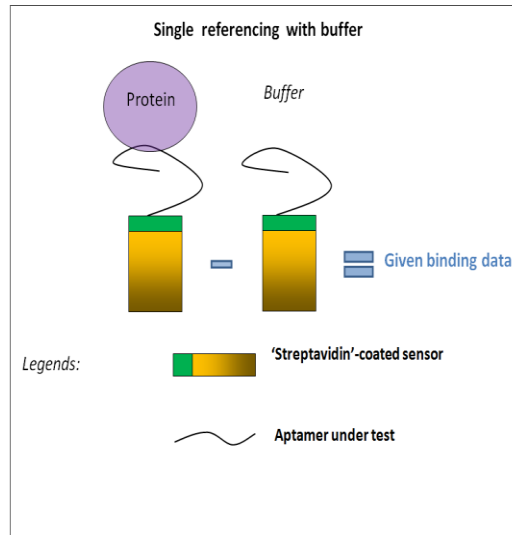 Single referencing with buffer
Protein
Buffer
Given binding data
Legends:
'Streptavidin'-coated sensor
Aptamer under test